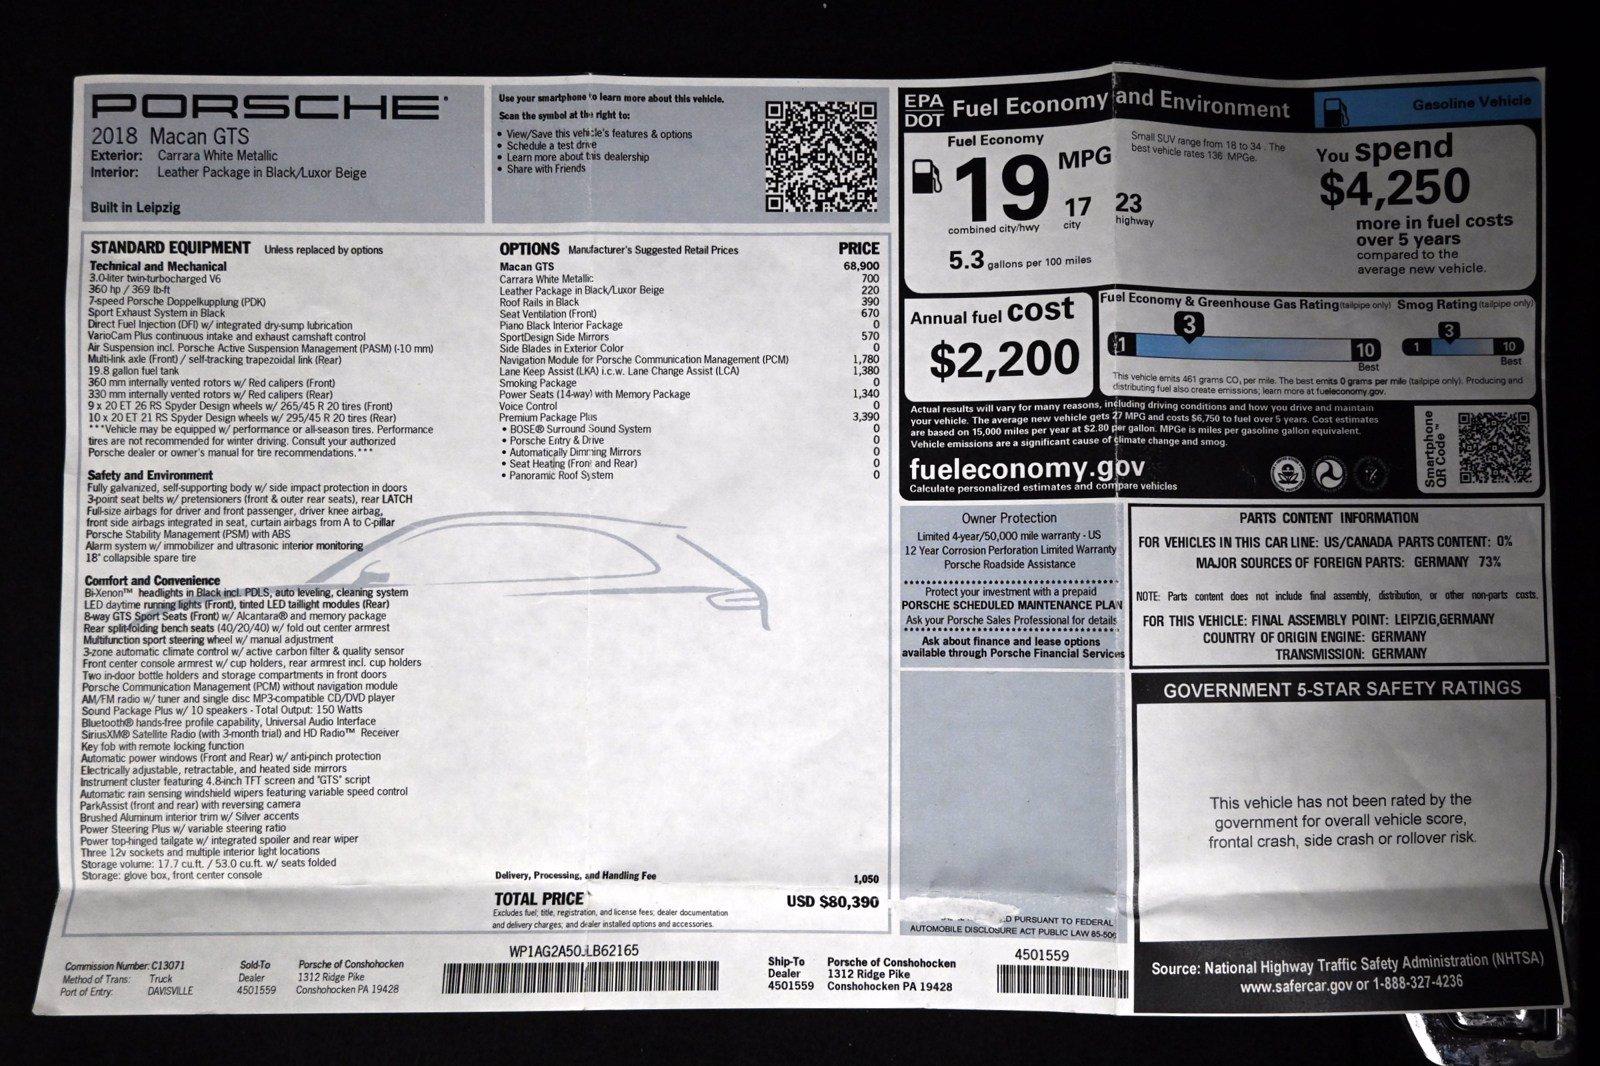 PORSCHE
2018 Macan GTS
Exterior: Carrara White Metallic
Interior: Leather Package in Black/Luxor Beige
Built in Leipzig
Use your smartphone to learn more about this vehicle.
Scan the symbol at the right to:
• View/Save this vehicle's features & options
• Schedule a test drive
• Learn more about this dealership
• Share with Friends
STANDARD EQUIPMENT Unless replaced by options
Technical and Mechanical
3.0-liter twin-turbocharged V6
360 hp / 369 lb-ft
7-speed Porsche Doppelkupplung (PDK)
Sport Exhaust System in Black
Direct Fuel Injection (DFI) w/ integrated dry-sump lubrication
VarioCam Plus continuous intake and exhaust camshaft control
Air Suspension incl. Porsche Active Suspension Management (PASM) (-10 mm)
Multi-link axle (Front) / self-tracking trapezoidal link (Rear)
19.8 gallon fuel tank
360 mm internally vented rotors w/ Red calipers (Front)
330 mm internally vented rotors w/ Red calipers (Rear)
9 x 20 ET 26 RS Spyder Design wheels w/ 265/45 R 20 tires (Front)
10 x 20 ET 21 RS Spyder Design wheels w/ 295/45 R 20 tires (Rear)
***Vehicle may be equipped w/ performance or all-season tires. Performance
tires are not recommended for winter driving. Consult your authorized
Porsche dealer or owner's manual for tire recommendations.***
Safety and Environment
Fully galvanized, self-supporting body w/ side impact protection in doors
3-point seat belts w/ pretensioners (front & outer rear seats), rear LATCH
Full-size airbags for driver and front passenger, driver knee airbag,
front side airbags integrated in seat, curtain airbags from A to C-pillar
Porsche Stability Management (PSM) with ABS
Alarm system w/ immobilizer and ultrasonic interior monitoring
18" collapsible spare tire
Comfort and Convenience
Bi-Xenon™ headlights in Black incl. PDLS, auto leveling, cleaning system
LED daytime running lights (Front), tinted LED taillight modules (Rear)
8-way GTS Sport Seats (Front) w/ Alcantara® and memory package
Rear split-folding bench seats (40/20/40) w/ fold out center armrest
Multifunction sport steering wheel w/ manual adjustment
3-zone automatic climate control w/ active carbon filter & quality sensor
Front center console armrest w/ cup holders, rear armrest incl. cup holders
Two in-door bottle holders and storage compartments in front doors
Porsche Communication Management (PCM) without navigation module
AM/FM radio w/ tuner and single disc MP3-compatible CD/DVD player
Sound Package Plus w/ 10 speakers - Total Output: 150 Watts
Bluetooth® hands-free profile capability, Universal Audio Interface
SiriusXM® Satellite Radio (with 3-month trial) and HD Radio™ Receiver
Key fob with remote locking function
Automatic power windows (Front and Rear) w/ anti-pinch protection
Electrically adjustable, retractable, and heated side mirrors
Instrument cluster featuring 4.8-inch TFT screen and "GTS" script
Automatic rain sensing windshield wipers featuring variable speed control
ParkAssist (front and rear) with reversing camera
Brushed Aluminum interior trim w/ Silver accents
Power Steering Plus w/ variable steering ratio
Power top-hinged tailgate w/ integrated spoiler and rear wiper
Three 12v sockets and multiple interior light locations
Storage volume: 17.7 cu.ft. / 53.0 cu.ft. w/ seats folded
Storage: glove box, front center console
OPTIONS Manufacturer's Suggested Retail Prices PRICE
Macan GTS 68,900
Carrara White Metallic 700
Leather Package in Black/Luxor Beige 220
Roof Rails in Black 390
Seat Ventilation (Front) 670
Piano Black Interior Package 0
SportDesign Side Mirrors 570
Side Blades in Exterior Color 0
Navigation Module for Porsche Communication Management (PCM) 1,780
Lane Keep Assist (LKA) i.c.w. Lane Change Assist (LCA) 1,380
Smoking Package 0
Power Seats (14-way) with Memory Package 1,340
Voice Control 0
Premium Package Plus 3,390
• BOSE® Surround Sound System 0
• Porsche Entry & Drive 0
• Automatically Dimming Mirrors 0
• Seat Heating (Front and Rear) 0
• Panoramic Roof System 0
Delivery, Processing, and Handling Fee 1,050
TOTAL PRICE USD $80,390
Excludes fuel, title, registration, and license fees, dealer documentation
and delivery charges; and dealer installed options and accessories.
Commission Number: C13071
Method of Trans: Truck
Port of Entry: DAVISVILLE
Sold-To
Dealer
4501559
Porsche of Conshohocken
1312 Ridge Pike
Conshohocken PA 19428
WP1AG2A50JLB62165
Ship-To
Dealer
4501559
Porsche of Conshohocken
1312 Ridge Pike
Conshohocken PA 19428
4501559
EPA
DOT
Fuel Economy and Environment
Gasoline Vehicle
Fuel Economy
19 MPG
combined city/hwy
17
city
23
highway
5.3 gallons per 100 miles
Small SUV range from 18 to 34 . The
best vehicle rates 136 MPGe.
You spend
$4,250
more in fuel costs
over 5 years
compared to the
average new vehicle.
Annual fuel cost
$2,200
Fuel Economy & Greenhouse Gas Rating (tailpipe only)
1
3
10
Best
Smog Rating (tailpipe only)
1
3
10
Best
This vehicle emits 461 grams CO₂ per mile. The best emits 0 grams per mile (tailpipe only). Producing and
distributing fuel also create emissions; learn more at fueleconomy.gov.
Actual results will vary for many reasons, including driving conditions and how you drive and maintain
your vehicle. The average new vehicle gets 27 MPG and costs $6,750 to fuel over 5 years. Cost estimates
are based on 15,000 miles per year at $2.80 per gallon. MPGe is miles per gasoline gallon equivalent.
Vehicle emissions are a significant cause of climate change and smog.
fueleconomy.gov
Calculate personalized estimates and compare vehicles
Smartphone
QR Code™
Owner Protection
Limited 4-year/50,000 mile warranty - US
12 Year Corrosion Perforation Limited Warranty
Porsche Roadside Assistance
Protect your investment with a prepaid
PORSCHE SCHEDULED MAINTENANCE PLAN
Ask your Porsche Sales Professional for details
Ask about finance and lease options
available through Porsche Financial Services
D PURSUANT TO FEDERAL
AUTOMOBILE DISCLOSURE ACT PUBLIC LAW 85-506
PARTS CONTENT INFORMATION
FOR VEHICLES IN THIS CAR LINE: US/CANADA PARTS CONTENT: 0%
MAJOR SOURCES OF FOREIGN PARTS: GERMANY 73%
NOTE: Parts content does not include final assembly, distribution, or other non-parts costs.
FOR THIS VEHICLE: FINAL ASSEMBLY POINT: LEIPZIG,GERMANY
COUNTRY OF ORIGIN ENGINE: GERMANY
TRANSMISSION: GERMANY
GOVERNMENT 5-STAR SAFETY RATINGS
This vehicle has not been rated by the
government for overall vehicle score,
frontal crash, side crash or rollover risk.
Source: National Highway Traffic Safety Administration (NHTSA)
www.safercar.gov or 1-888-327-4236